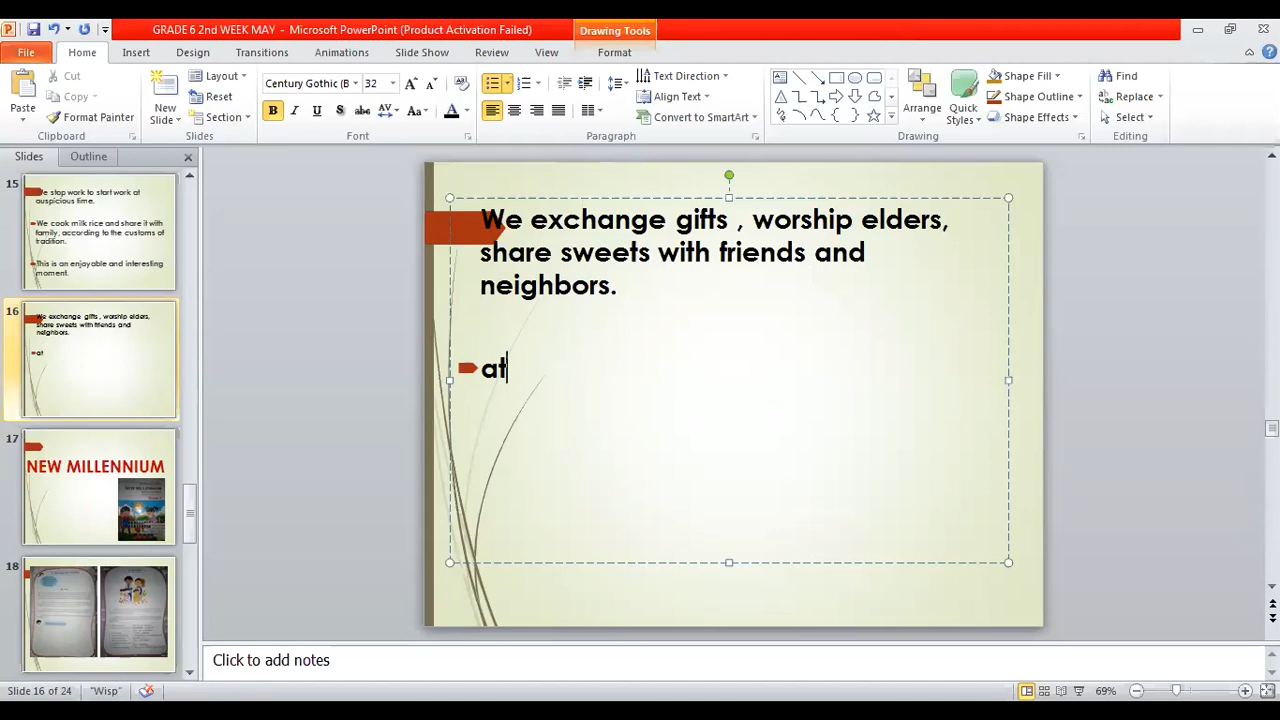 GRADE 6 2nd WEEK MAY - Microsoft PowerPoint (Product Activation Failed)
Drawing Tools
File Home Insert Design Transitions Animations Slide Show Review View Format
Paste
Cut
Copy
Format Painter
Clipboard
New Slide
Layout
Reset
Section
Slides
Century Gothic (B 32
B I U S abc AV Aa A
Font
Text Direction
Align Text
Convert to SmartArt
Paragraph
Arrange
Quick Styles
Shape Fill
Shape Outline
Shape Effects
Drawing
Find
Replace
Select
Editing
Slides Outline
15
We stop work to start work at
auspicious time.
We cook milk rice and share it with
family, according to the customs of
tradition.
This is an enjoyable and interesting
moment.
16
We exchange gifts , worship elders,
share sweets with friends and
neighbors.
at
17
NEW MILLENNIUM
18
We exchange gifts , worship elders,
share sweets with friends and
neighbors.
at
Click to add notes
Slide 16 of 24 "Wisp" 69%